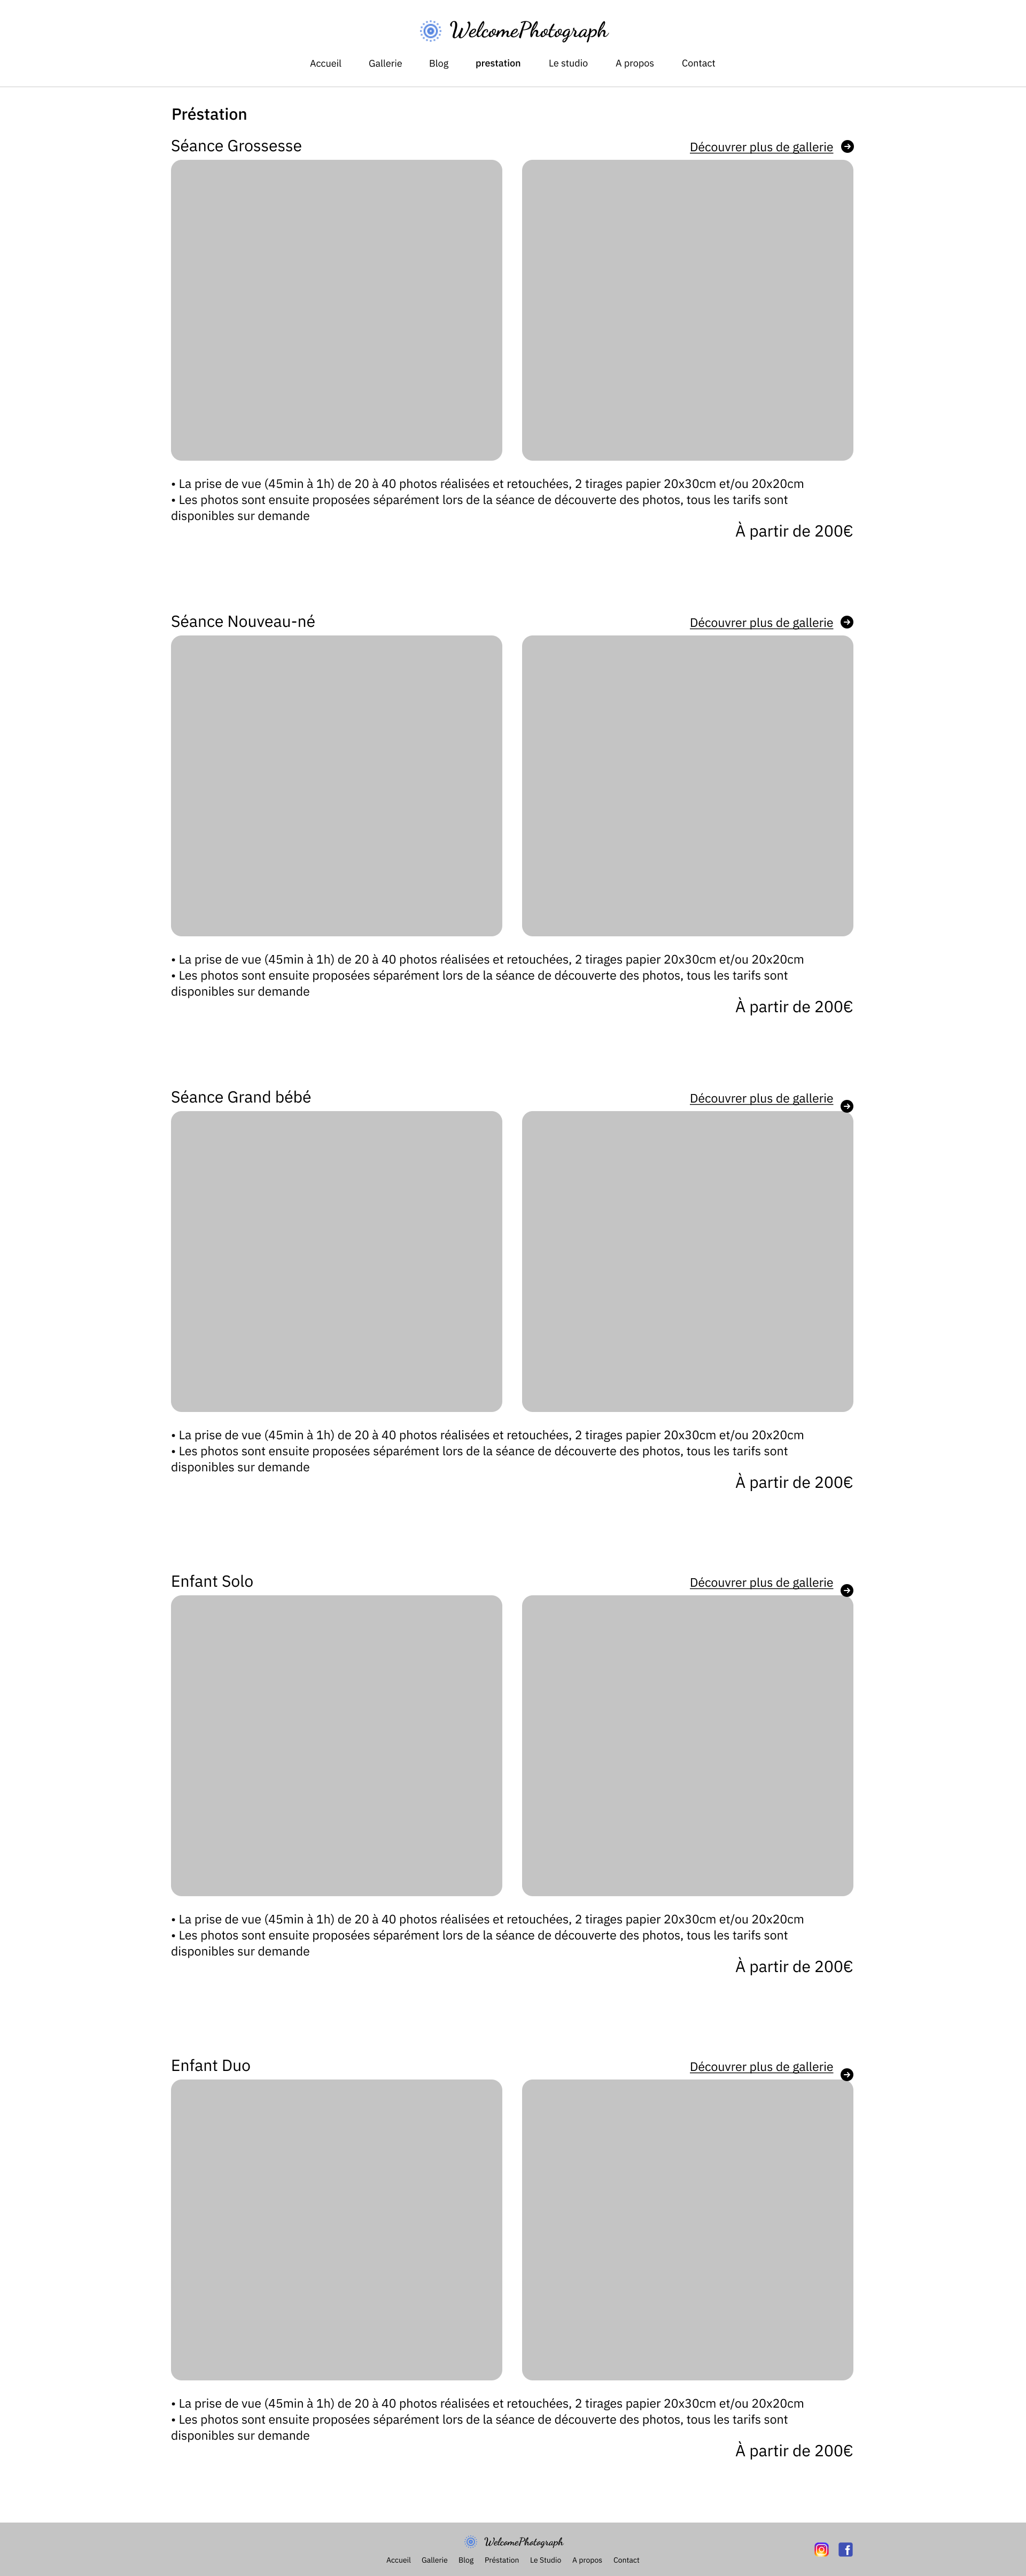 WelcomePhotograph
Accueil Gallerie Blog prestation Le studio A propos Contact
Préstation
Séance Grossesse Découvrer plus de gallerie
• La prise de vue (45min à 1h) de 20 à 40 photos réalisées et retouchées, 2 tirages papier 20x30cm et/ou 20x20cm
• Les photos sont ensuite proposées séparément lors de la séance de découverte des photos, tous les tarifs sont
disponibles sur demande
À partir de 200€
Séance Nouveau-né Découvrer plus de gallerie
• La prise de vue (45min à 1h) de 20 à 40 photos réalisées et retouchées, 2 tirages papier 20x30cm et/ou 20x20cm
• Les photos sont ensuite proposées séparément lors de la séance de découverte des photos, tous les tarifs sont
disponibles sur demande
À partir de 200€
Séance Grand bébé Découvrer plus de gallerie
• La prise de vue (45min à 1h) de 20 à 40 photos réalisées et retouchées, 2 tirages papier 20x30cm et/ou 20x20cm
• Les photos sont ensuite proposées séparément lors de la séance de découverte des photos, tous les tarifs sont
disponibles sur demande
À partir de 200€
Enfant Solo Découvrer plus de gallerie
• La prise de vue (45min à 1h) de 20 à 40 photos réalisées et retouchées, 2 tirages papier 20x30cm et/ou 20x20cm
• Les photos sont ensuite proposées séparément lors de la séance de découverte des photos, tous les tarifs sont
disponibles sur demande
À partir de 200€
Enfant Duo Découvrer plus de gallerie
• La prise de vue (45min à 1h) de 20 à 40 photos réalisées et retouchées, 2 tirages papier 20x30cm et/ou 20x20cm
• Les photos sont ensuite proposées séparément lors de la séance de découverte des photos, tous les tarifs sont
disponibles sur demande
À partir de 200€
WelcomePhotograph
Accueil Gallerie Blog Préstation Le Studio A propos Contact